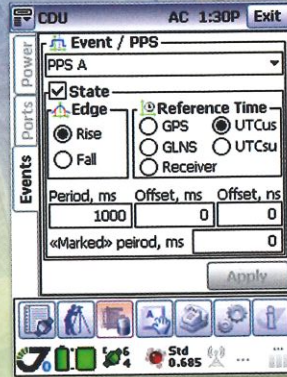 CDU AC 1:30P Exit
Power
Ports
Events
Event / PPS
PPS A
State
Edge
Rise
Fall
Reference Time
GPS UTCus
GLNS UTCsu
Receiver
Period, ms Offset, ms Offset, ns
1000 0 0
«Marked» peirod, ms 0
Apply
0 6 Std
4 0.685 ...